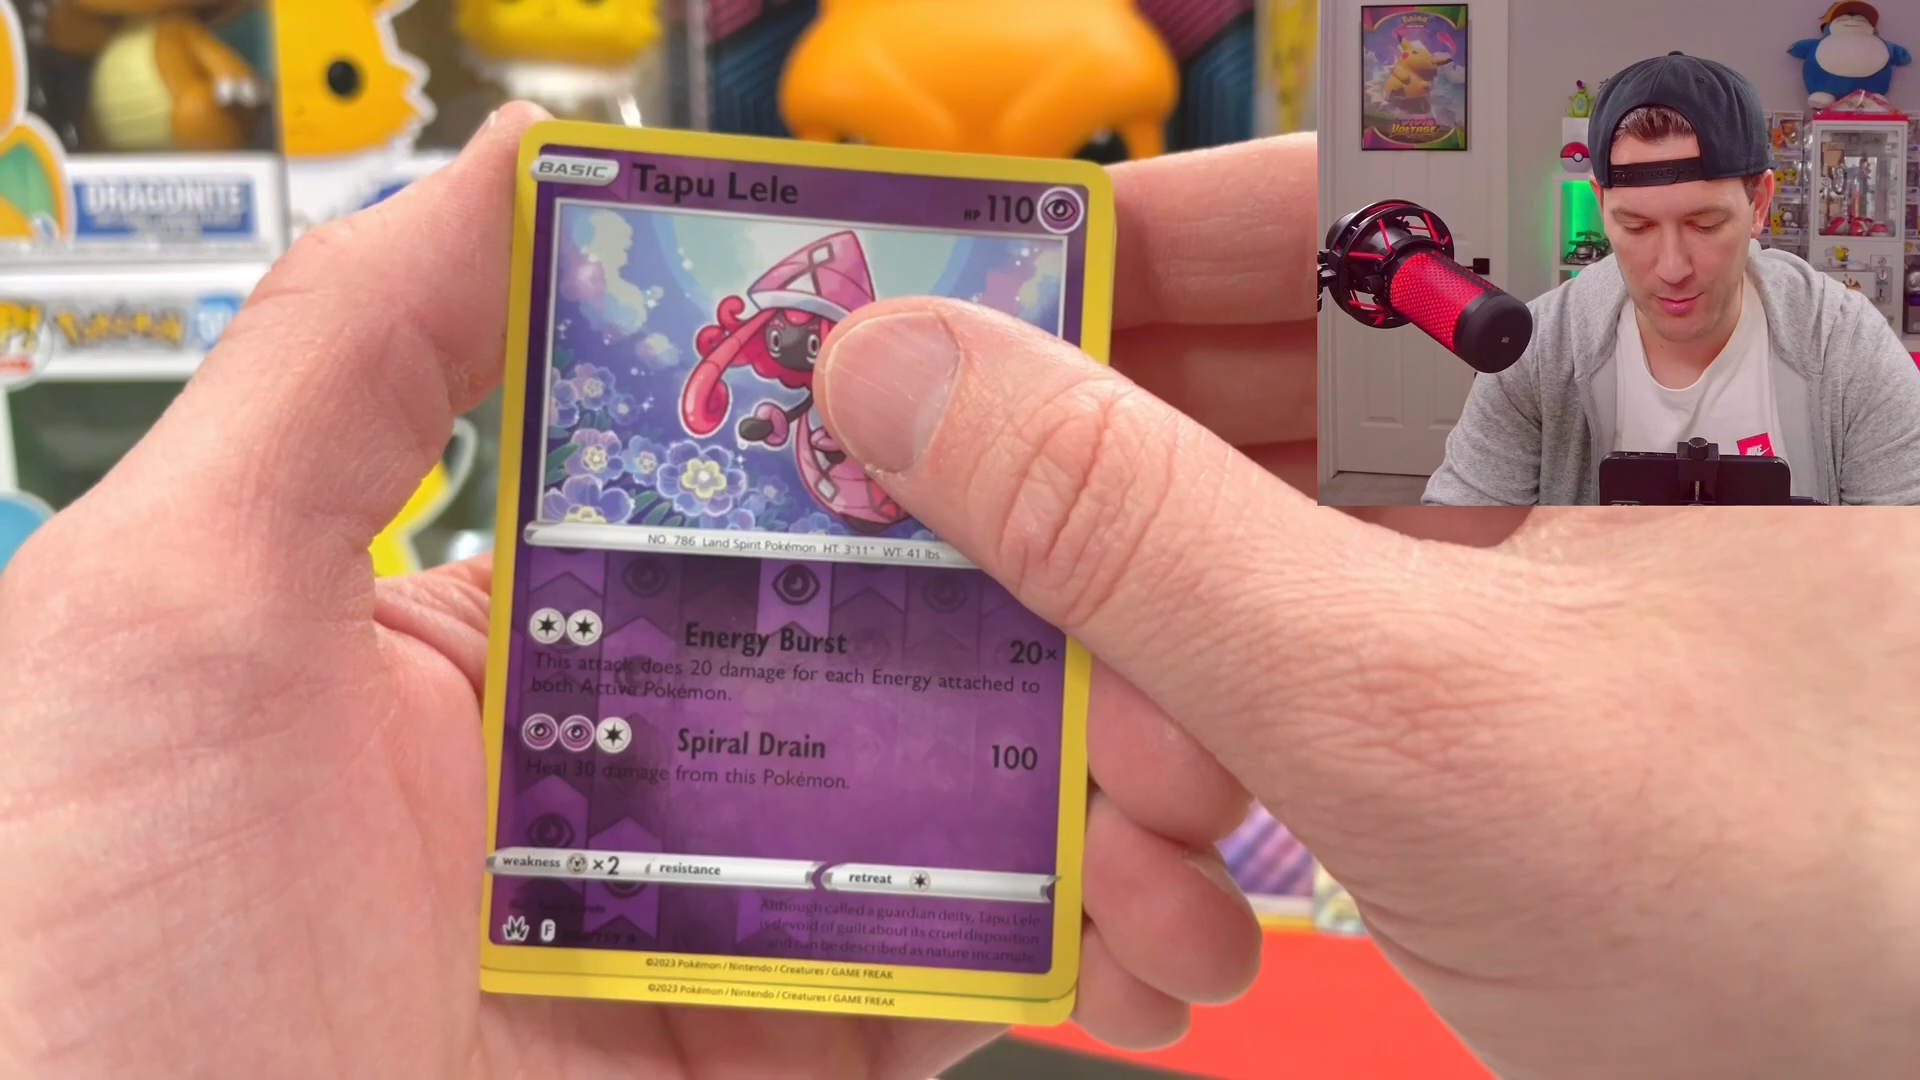 BASIC
Tapu Lele
HP 110
NO. 786 Land Spirit Pokémon HT: 3'11" WT: 41 lbs.
Energy Burst
20×
This attack does 20 damage for each Energy attached to
both Active Pokémon.
Spiral Drain
100
Heal 30 damage from this Pokémon.
weakness ×2
resistance
retreat
F
Although called a guardian deity, Tapu Lele
is devoid of guilt about its cruel disposition
and can be described as nature incarnate.
©2023 Pokémon / Nintendo / Creatures / GAME FREAK
©2023 Pokémon / Nintendo / Creatures / GAME FREAK
DRAGONITE
Pokémon
VOLTAGE
NIKE